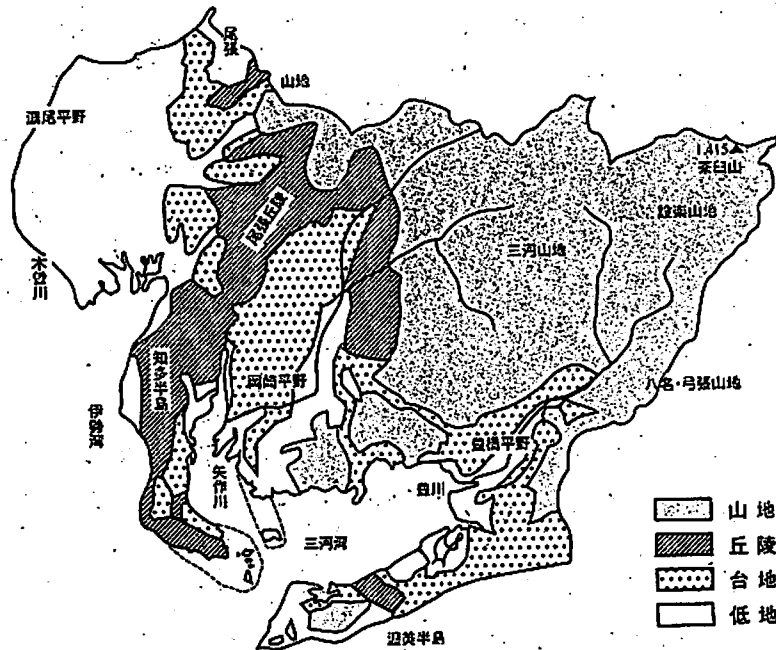 尾張
山地
濃尾平野
1,415
茶臼山
設楽山地
尾張丘陵
三河山地
木曽川
知多半島
岡崎平野
八名・弓張山地
伊勢湾
豊橋平野
矢作川
豊川
三河湾
渥美半島
山地
丘陵
台地
低地